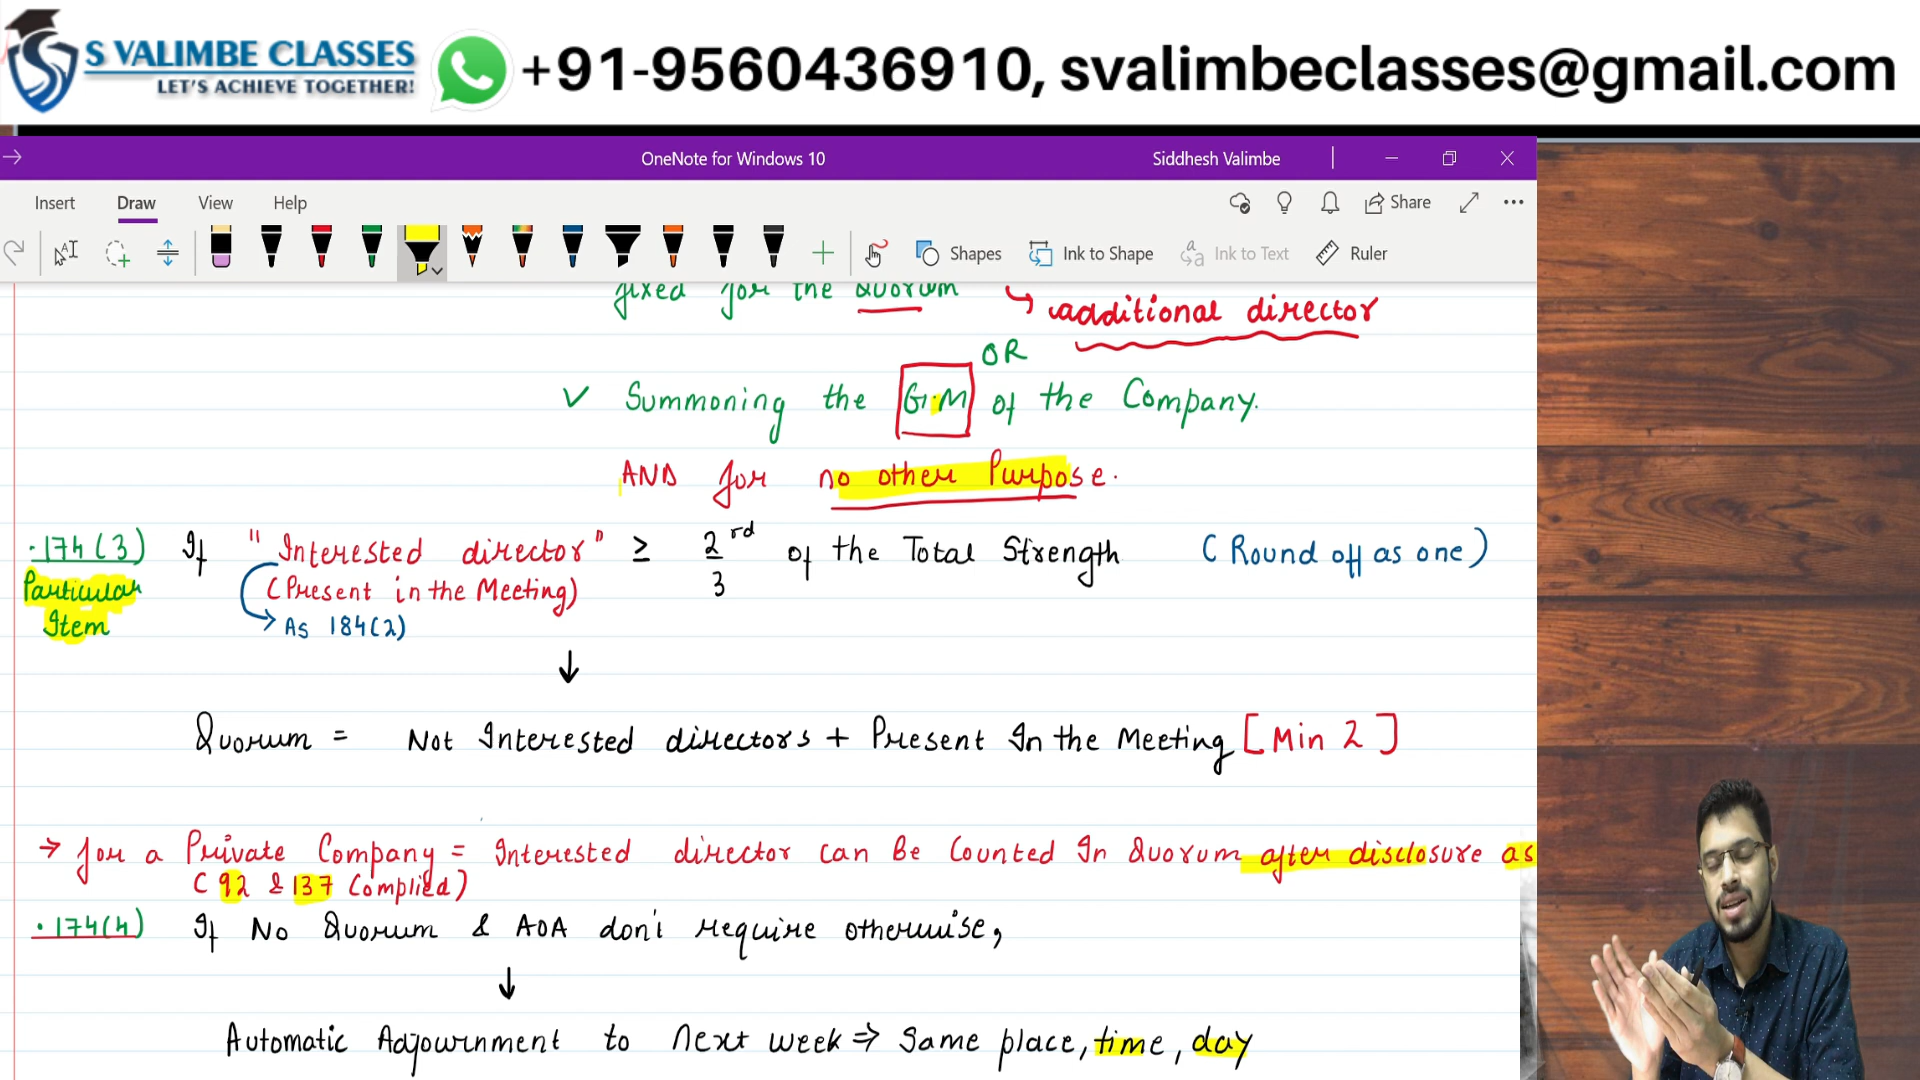 S VALIMBE CLASSES
LET'S ACHIEVE TOGETHER!
+91-9560436910, svalimbeclasses@gmail.com
OneNote for Windows 10
Siddhesh Valimbe
Insert Draw View Help
Share
Shapes
Ink to Shape
Ink to Text
Ruler
fixed for the Quorum
additional director
OR
Summoning the G.M of the Company.
AND for no other Purpose.
.174(3) If "Interested director" ≥ 2/3 rd of the Total Strength (Round off as one)
Particular (Present in the Meeting)
Item As 184(2)
Quorum = Not Interested directors + Present In the Meeting [Min 2]
→ for a Private Company = Interested director can Be Counted In Quorum after disclosure as
(92 & 137 Complied)
.174(4) If No Quorum & AOA don't require otherwise,
Automatic Adjournment to next week ⇒ Same place, time, day